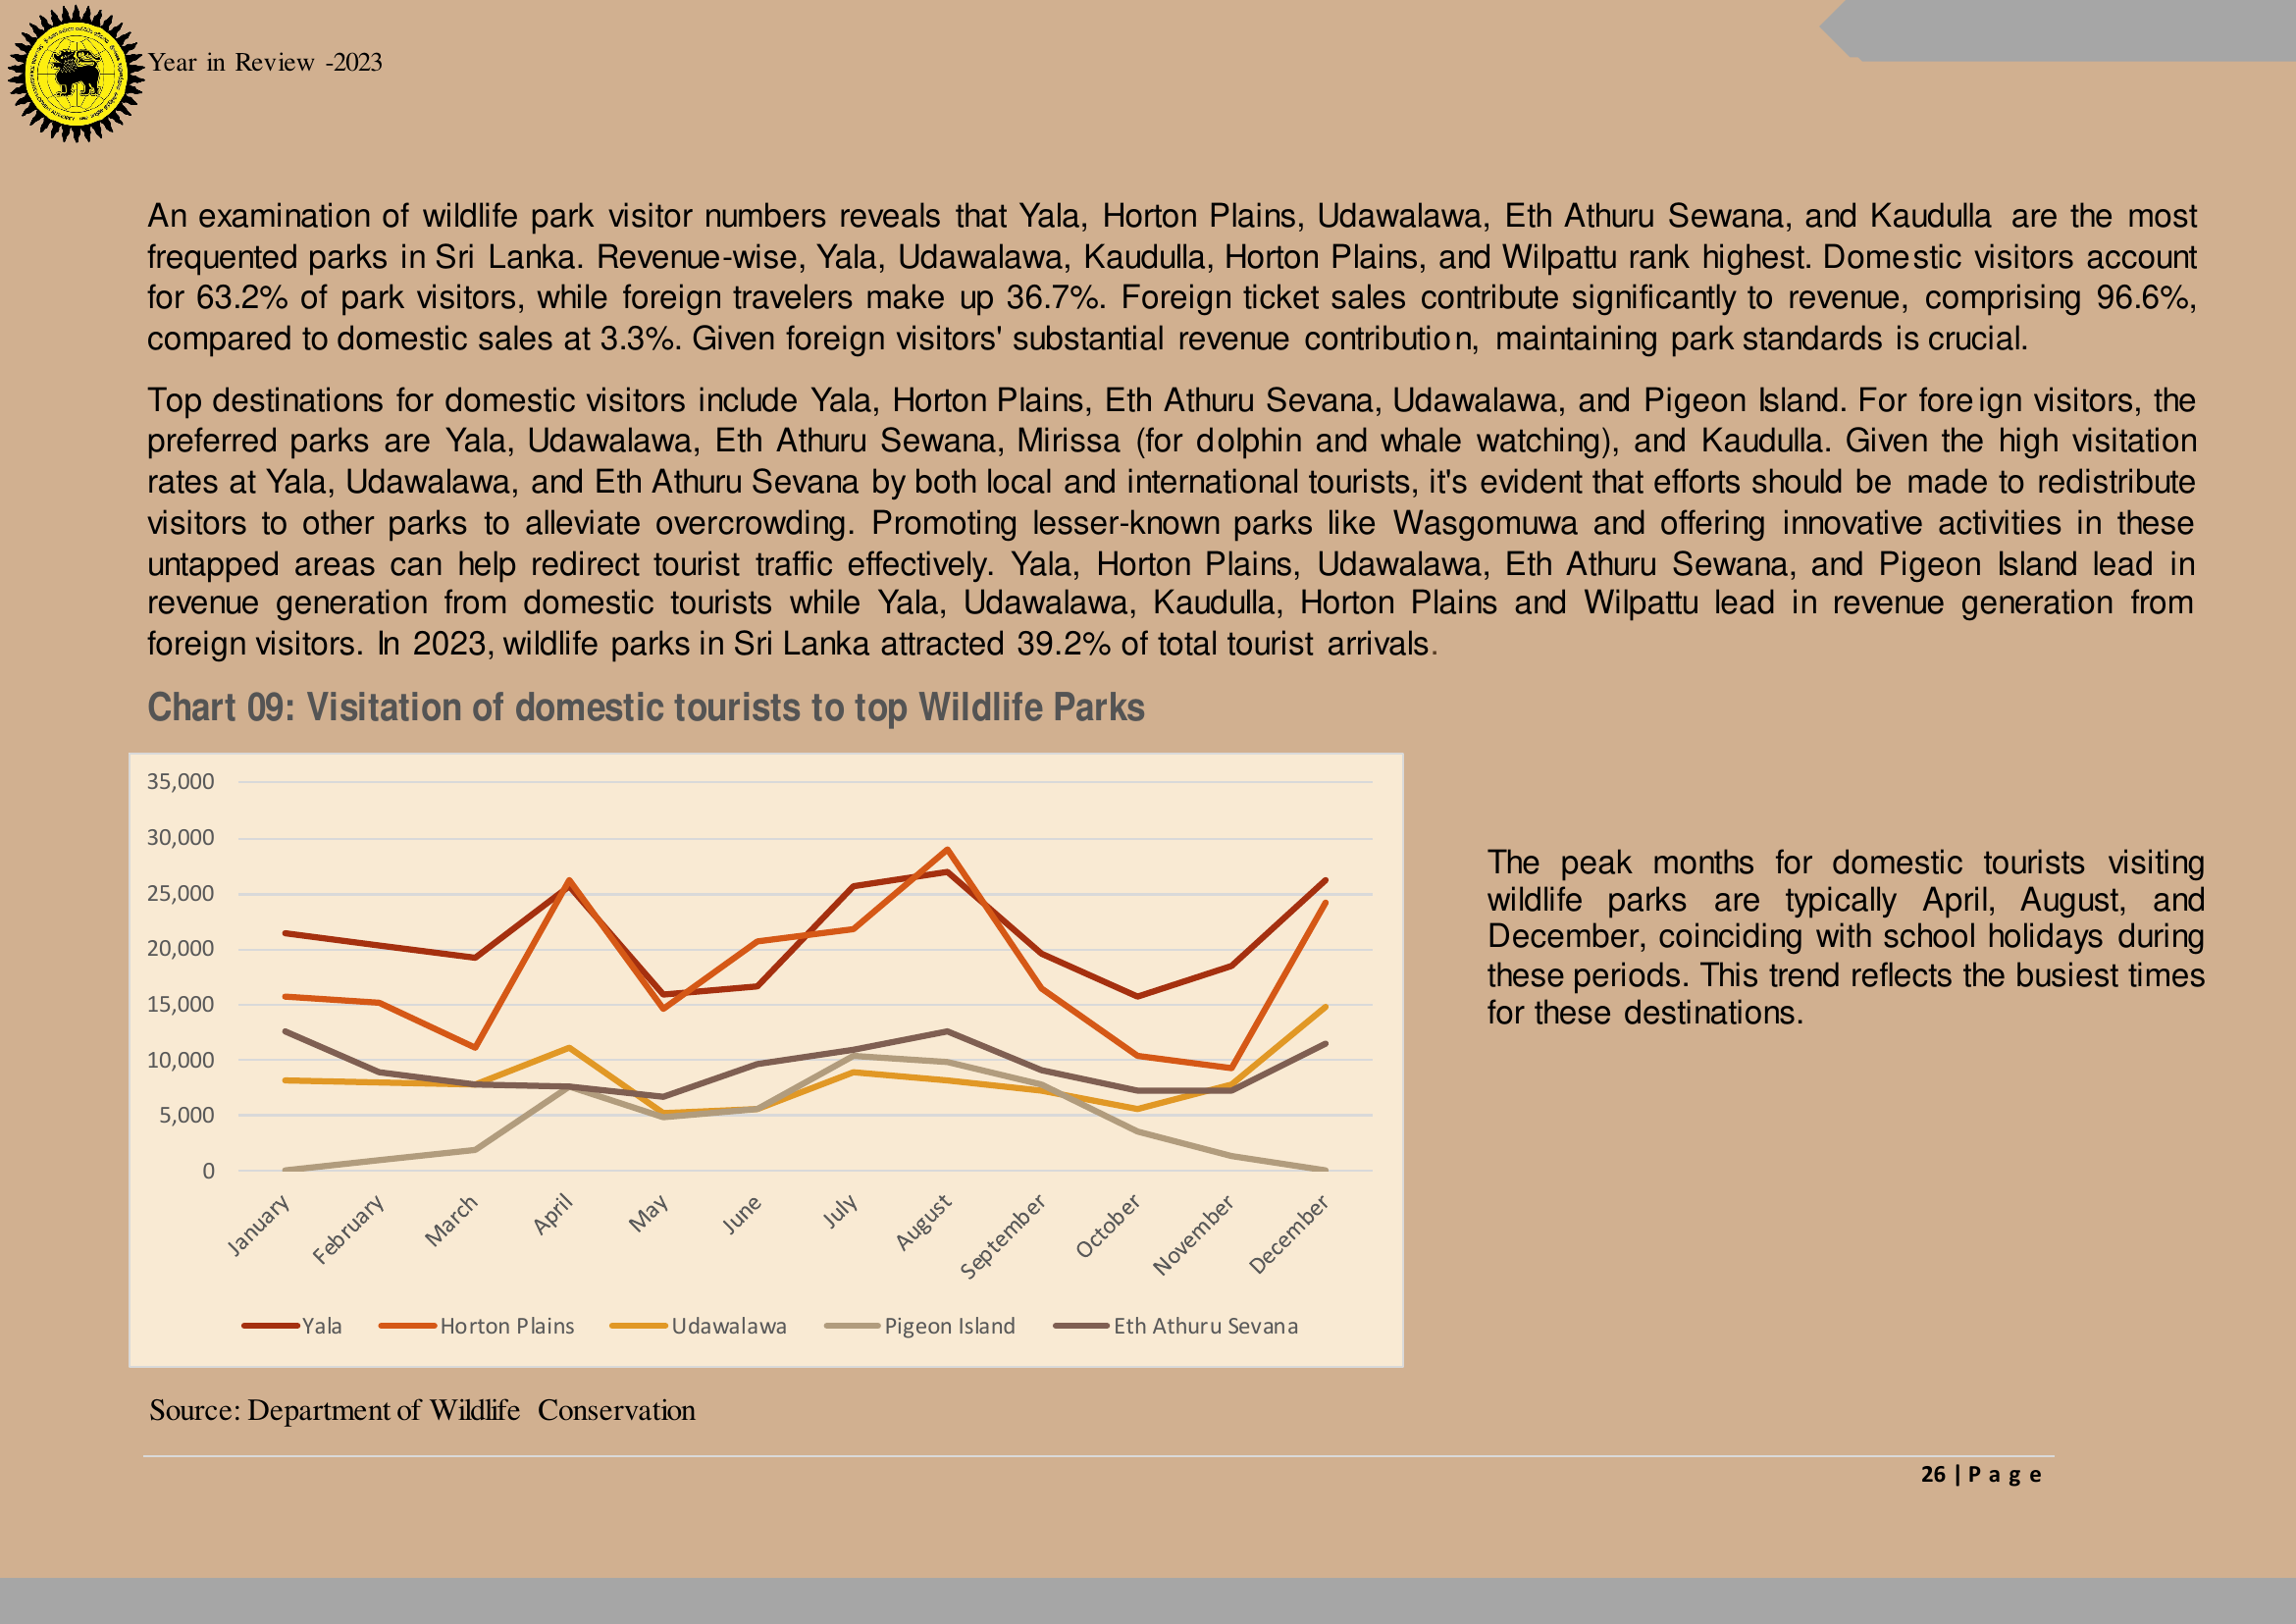 Year in Review -2023
An examination of wildlife park visitor numbers reveals that Yala, Horton Plains, Udawalawa, Eth Athuru Sewana, and Kaudulla are the most
frequented parks in Sri Lanka. Revenue-wise, Yala, Udawalawa, Kaudulla, Horton Plains, and Wilpattu rank highest. Domestic visitors account
for 63.2% of park visitors, while foreign travelers make up 36.7%. Foreign ticket sales contribute significantly to revenue, comprising 96.6%,
compared to domestic sales at 3.3%. Given foreign visitors' substantial revenue contribution, maintaining park standards is crucial.
Top destinations for domestic visitors include Yala, Horton Plains, Eth Athuru Sevana, Udawalawa, and Pigeon Island. For foreign visitors, the
preferred parks are Yala, Udawalawa, Eth Athuru Sewana, Mirissa (for dolphin and whale watching), and Kaudulla. Given the high visitation
rates at Yala, Udawalawa, and Eth Athuru Sevana by both local and international tourists, it's evident that efforts should be made to redistribute
visitors to other parks to alleviate overcrowding. Promoting lesser-known parks like Wasgomuwa and offering innovative activities in these
untapped areas can help redirect tourist traffic effectively. Yala, Horton Plains, Udawalawa, Eth Athuru Sewana, and Pigeon Island lead in
revenue generation from domestic tourists while Yala, Udawalawa, Kaudulla, Horton Plains and Wilpattu lead in revenue generation from
foreign visitors. In 2023, wildlife parks in Sri Lanka attracted 39.2% of total tourist arrivals.
Chart 09: Visitation of domestic tourists to top Wildlife Parks
35,000
30,000
25,000
20,000
15,000
10,000
5,000
0
January
February
March
April
May
June
July
August
September
October
November
December
Yala
Horton Plains
Udawalawa
Pigeon Island
Eth Athuru Sevana
The peak months for domestic tourists visiting
wildlife parks are typically April, August, and
December, coinciding with school holidays during
these periods. This trend reflects the busiest times
for these destinations.
Source: Department of Wildlife Conservation
26 | P a g e